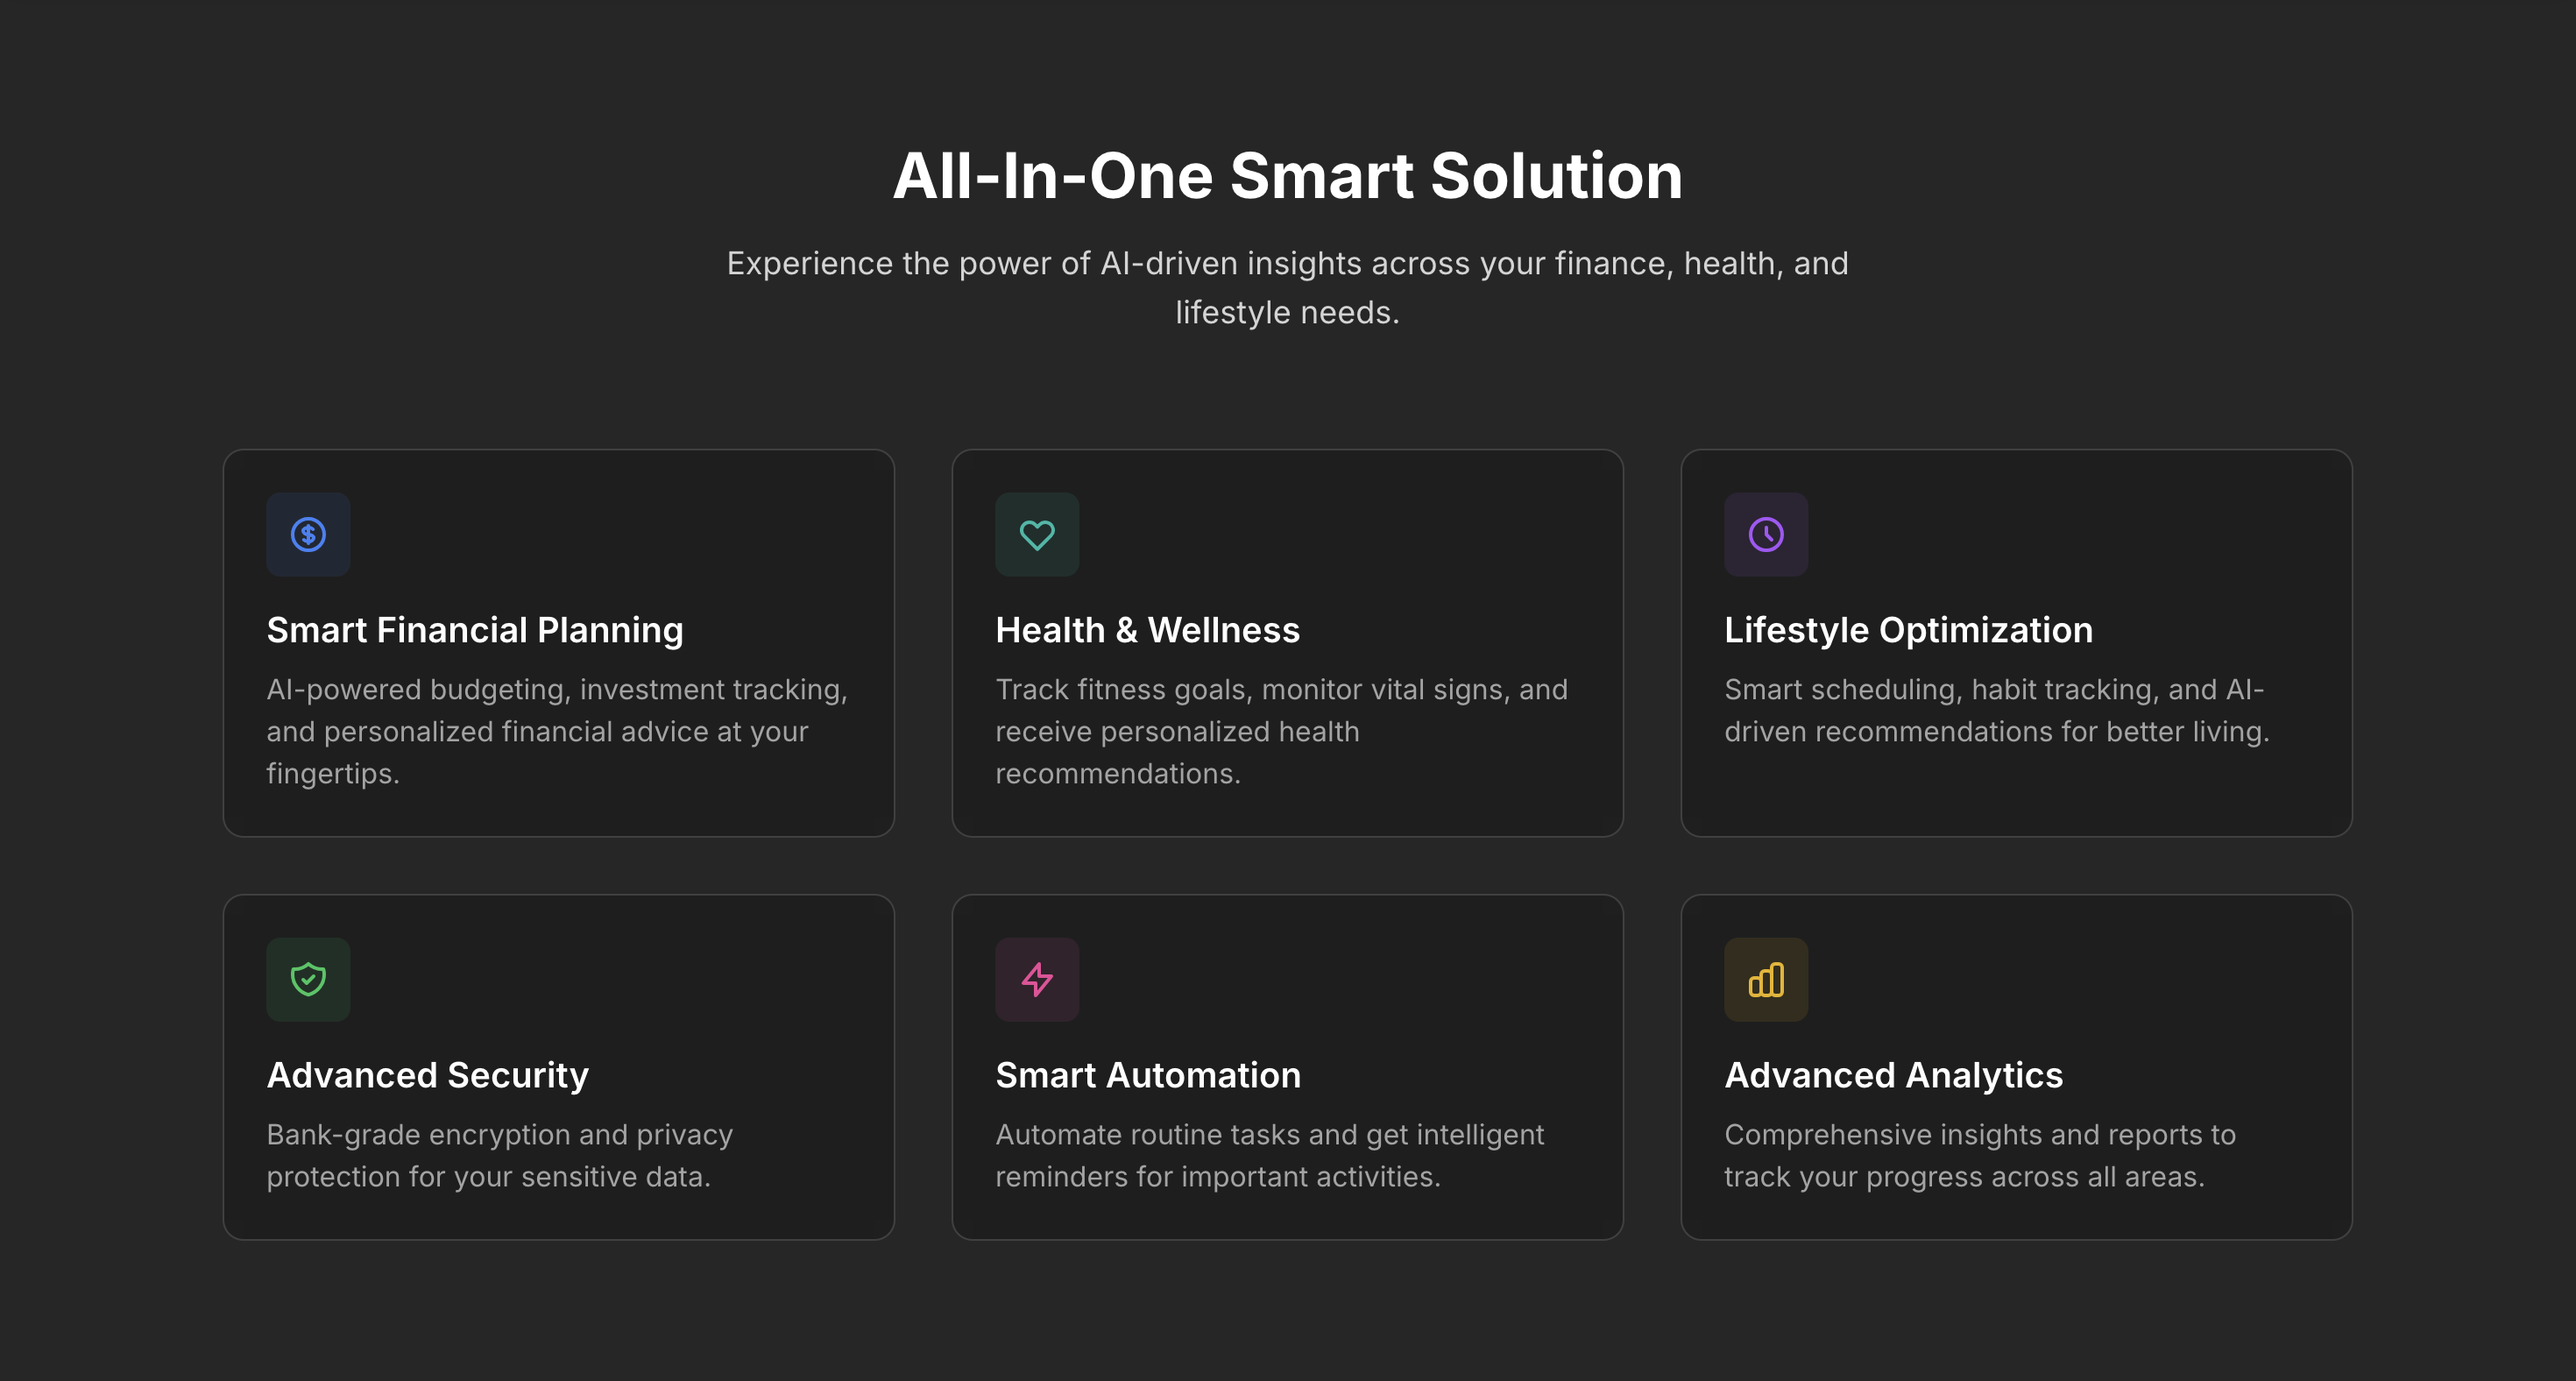 All-In-One Smart Solution
Experience the power of AI-driven insights across your finance, health, and
lifestyle needs.
Smart Financial Planning
AI-powered budgeting, investment tracking,
and personalized financial advice at your
fingertips.
Health & Wellness
Track fitness goals, monitor vital signs, and
receive personalized health
recommendations.
Lifestyle Optimization
Smart scheduling, habit tracking, and AI-
driven recommendations for better living.
Advanced Security
Bank-grade encryption and privacy
protection for your sensitive data.
Smart Automation
Automate routine tasks and get intelligent
reminders for important activities.
Advanced Analytics
Comprehensive insights and reports to
track your progress across all areas.